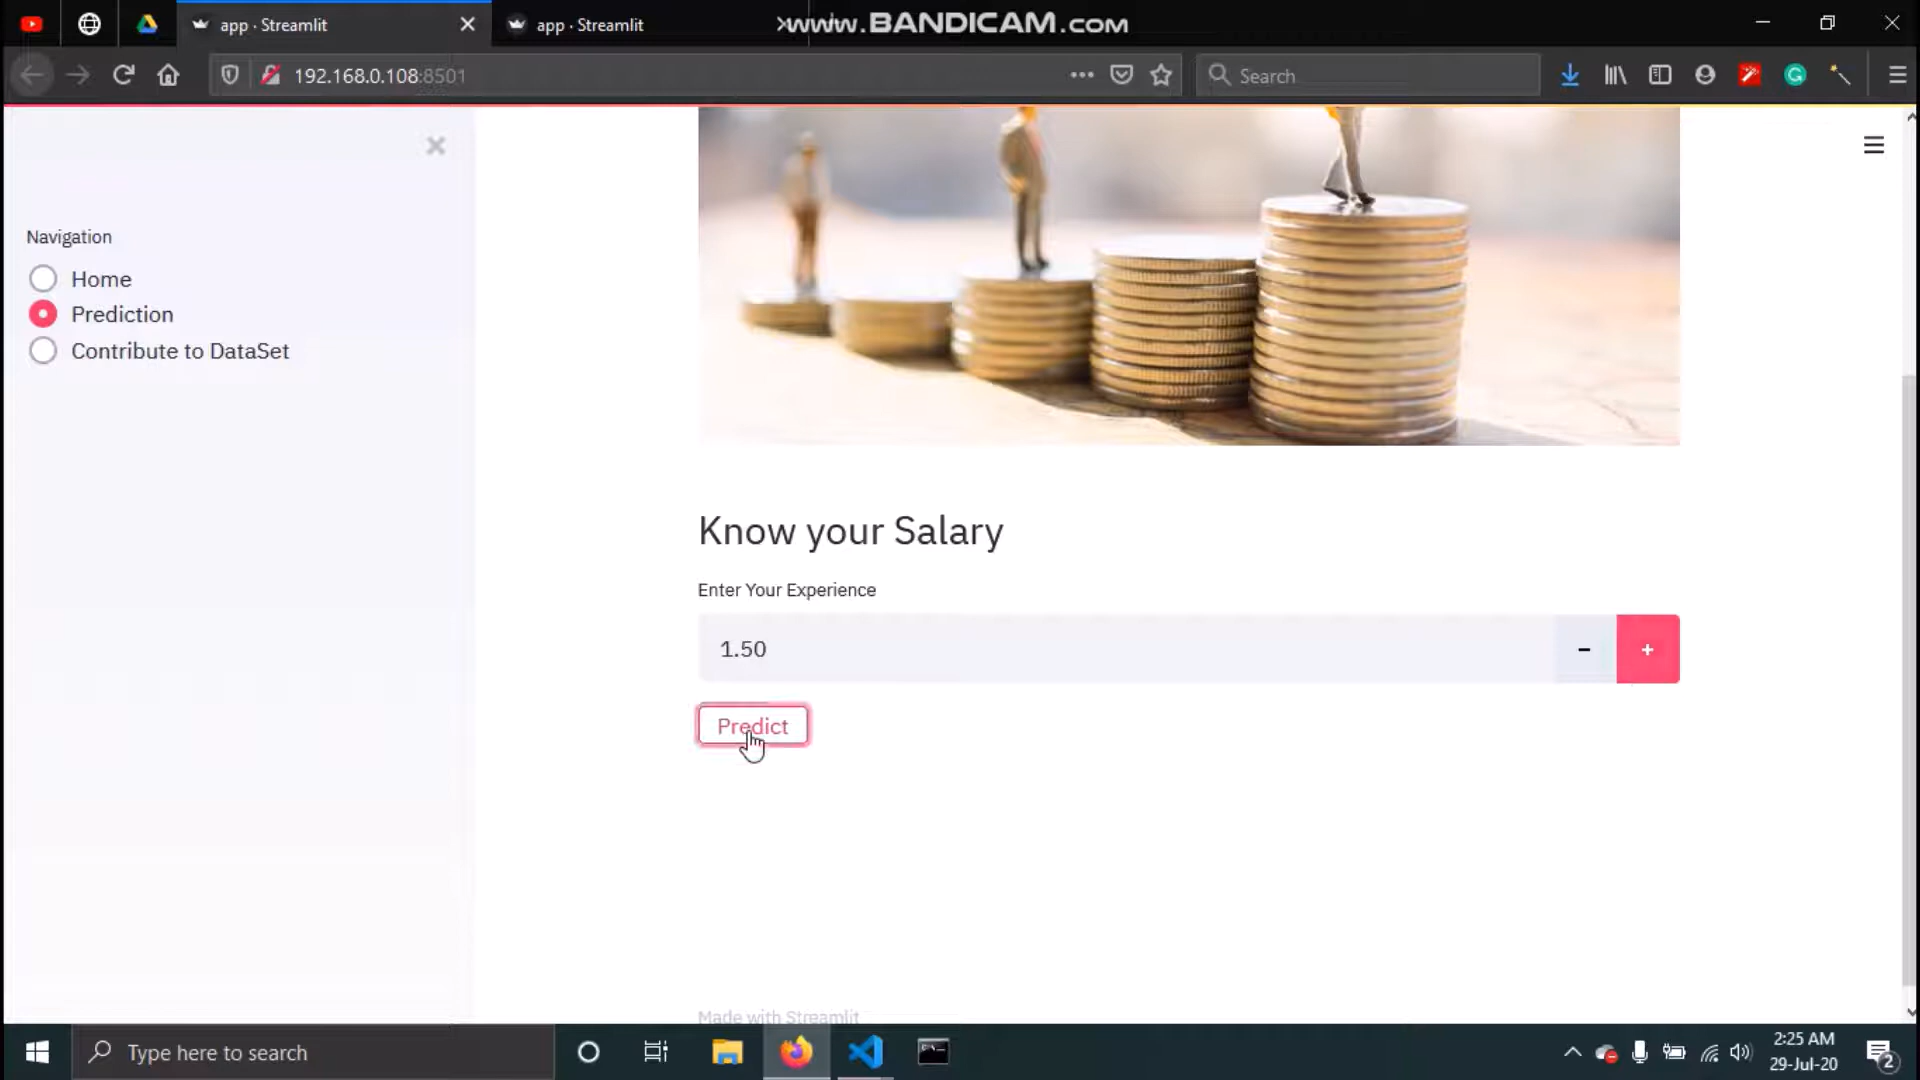 app · Streamlit
app · Streamlit
www.BANDICAM.com
192.168.0.108:8501
Search
Navigation
Home
Prediction
Contribute to DataSet
Know your Salary
Enter Your Experience
1.50
Predict
Made with Streamlit
Type here to search
2:25 AM
29-Jul-20
2